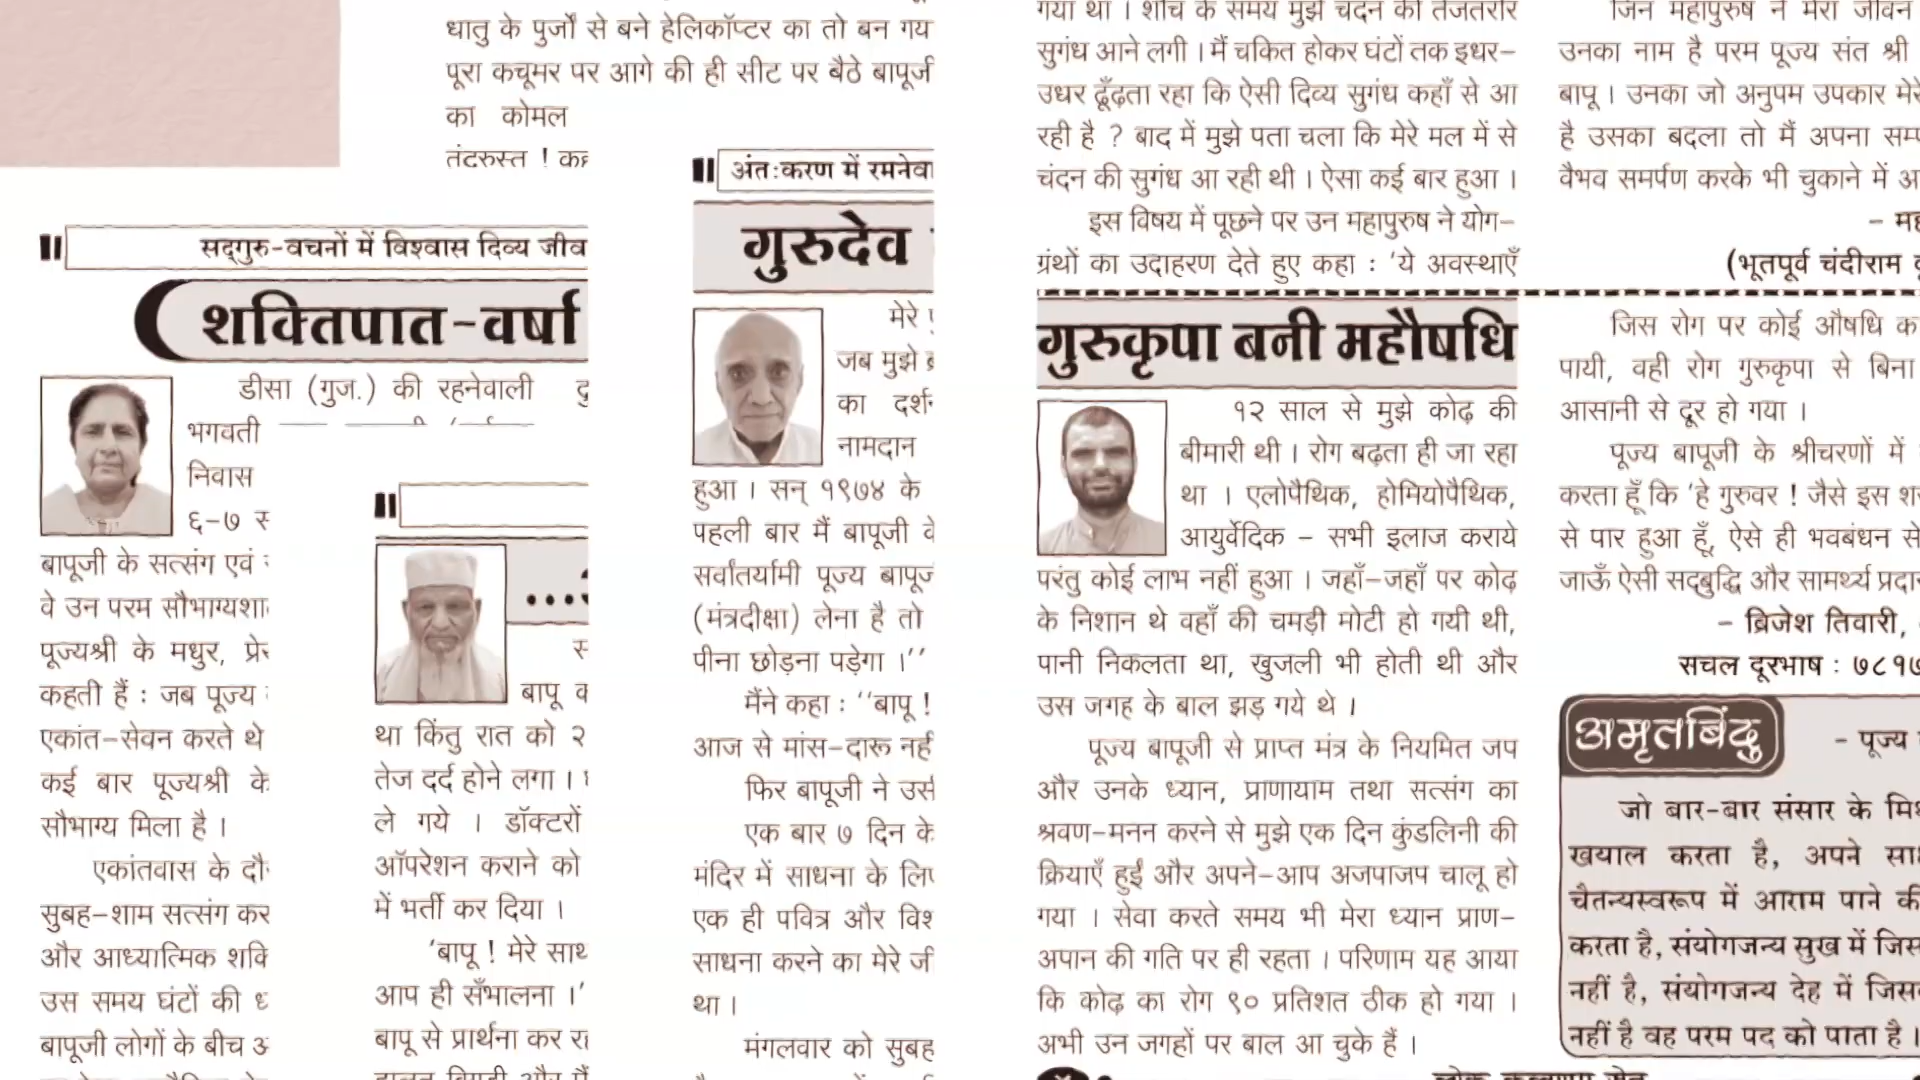 धातु के पुर्जों से बने हेलिकॉप्टर का तो बन गय
पूरा कचूमर पर आगे की ही सीट पर बैठे बापूजी
का कोमल
तंदरुस्त !
सद्गुरु-वचनों में विश्वास दिव्य जीव
शक्तिपात-वर्षा
डीसा (गुज.) की रहनेवाली
भगवती
निवास
६-७
बापूजी के सत्संग एवं
वे उन परम सौभाग्यशा
पूज्यश्री के मधुर, प्रे
कहती हैं : जब पूज्य
एकांत-सेवन करते थे
कई बार पूज्यश्री के
सौभाग्य मिला है ।
एकांतवास के दौ
सुबह-शाम सत्संग कर
और आध्यात्मिक शक्ति
उस समय घंटों की
बापूजी लोगों के बीच
...
बापू
था किंतु रात को २
तेज दर्द होने लगा ।
ले गये । डॉक्टरों
ऑपरेशन कराने को
में भर्ती कर दिया ।
'बापू ! मेरे साथ
आप ही सँभालना ।'
बापू से प्रार्थना कर
अंतःकरण में रमनेवा
गुरुदेव
मेरे
जब मुझे
का दर्शन
नामदान
हुआ । सन् १९७४ के
पहली बार मैं बापूजी के
सर्वांतर्यामी पूज्य बापूज
(मंत्रदीक्षा) लेना है तो
पीना छोड़ना पड़ेगा ।''
मैंने कहा : ''बापू !
आज से मांस-दारू नहीं
फिर बापूजी ने उसी
एक बार ७ दिन के
मंदिर में साधना के लिए
एक ही पवित्र और विश
साधना करने का मेरे जी
था ।
मंगलवार को सुबह
गया था । शौच के समय मुझे चंदन की तेजतर्रार
सुगंध आने लगी । मैं चकित होकर घंटों तक इधर-
उधर ढूँढ़ता रहा कि ऐसी दिव्य सुगंध कहाँ से आ
रही है ? बाद में मुझे पता चला कि मेरे मल में से
चंदन की सुगंध आ रही थी । ऐसा कई बार हुआ ।
इस विषय में पूछने पर उन महापुरुष ने योग-
ग्रंथों का उदाहरण देते हुए कहा : 'ये अवस्थाएँ
गुरुकृपा बनी महौषधि
१२ साल से मुझे कोढ़ की
बीमारी थी । रोग बढ़ता ही जा रहा
था । एलोपैथिक, होमियोपैथिक,
आयुर्वेदिक - सभी इलाज कराये
परंतु कोई लाभ नहीं हुआ । जहाँ-जहाँ पर कोढ़
के निशान थे वहाँ की चमड़ी मोटी हो गयी थी,
पानी निकलता था, खुजली भी होती थी और
उस जगह के बाल झड़ गये थे ।
पूज्य बापूजी से प्राप्त मंत्र के नियमित जप
और उनके ध्यान, प्राणायाम तथा सत्संग का
श्रवण-मनन करने से मुझे एक दिन कुंडलिनी की
क्रियाएँ हुईं और अपने-आप अजपाजप चालू हो
गया । सेवा करते समय भी मेरा ध्यान प्राण-
अपान की गति पर ही रहता । परिणाम यह आया
कि कोढ़ का रोग ९० प्रतिशत ठीक हो गया ।
अभी उन जगहों पर बाल आ चुके हैं ।
जिन महापुरुष ने मेरा जीवन
उनका नाम है परम पूज्य संत श्री
बापू । उनका जो अनुपम उपकार मेरे
है उसका बदला तो मैं अपना सम्प
वैभव समर्पण करके भी चुकाने में अ
- मह
(भूतपूर्व चंदीराम
जिस रोग पर कोई औषधि क
पायी, वही रोग गुरुकृपा से बिना
आसानी से दूर हो गया ।
पूज्य बापूजी के श्रीचरणों में
करता हूँ कि 'हे गुरुवर ! जैसे इस श
से पार हुआ हूँ, ऐसे ही भवबंधन से
जाऊँ ऐसी सद्बुद्धि और सामर्थ्य प्रदा
- ब्रिजेश तिवारी,
सचल दूरभाष : ७८१७
अमृतबिंदु
- पूज्य
जो बार-बार संसार के मि
खयाल करता है, अपने सा
चैतन्यस्वरूप में आराम पाने की
करता है, संयोगजन्य सुख में जिस
नहीं है, संयोगजन्य देह में जिस
नहीं है वह परम पद को पाता है ।